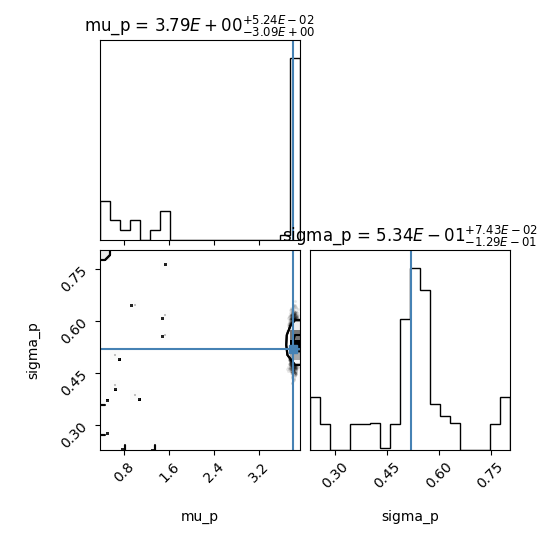 mu_p = 3.79E + 00+5.24E − 02 −3.09E + 00
sigma_p = 5.34E − 01+7.43E − 02 −1.29E − 01
0.75
0.60
0.45
0.30
sigma_p
0.8 1.6 2.4 3.2
0.30 0.45 0.60 0.75
mu_p
sigma_p